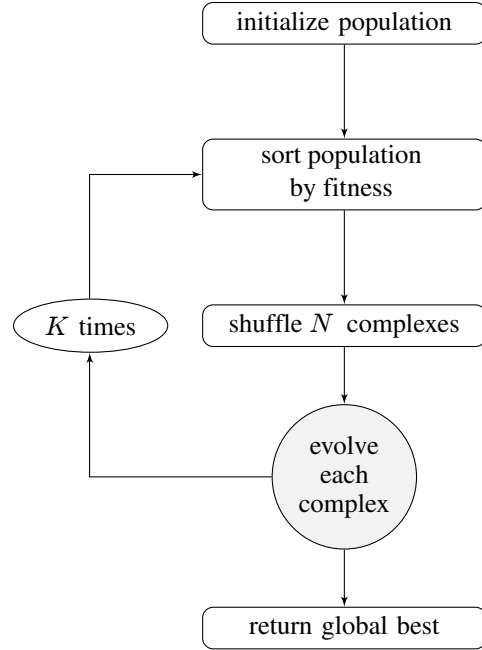 initialize population
sort population
by fitness
K times
shuffle N complexes
evolve
each
complex
return global best